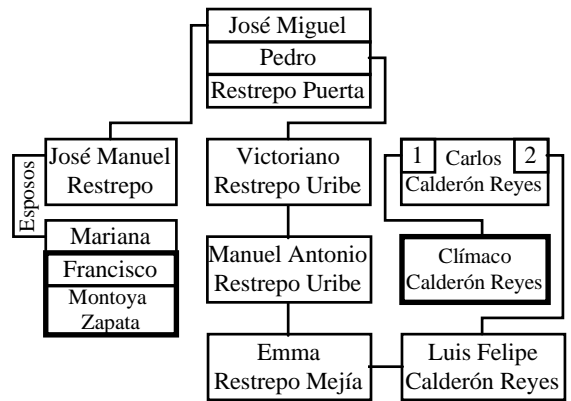 José Miguel
Pedro
Restrepo Puerta
Esposos
José Manuel
Restrepo
Victoriano
Restrepo Uribe
1 Carlos 2
Calderón Reyes
Mariana
Francisco
Montoya
Zapata
Manuel Antonio
Restrepo Uribe
Clímaco
Calderón Reyes
Emma
Restrepo Mejía
Luis Felipe
Calderón Reyes